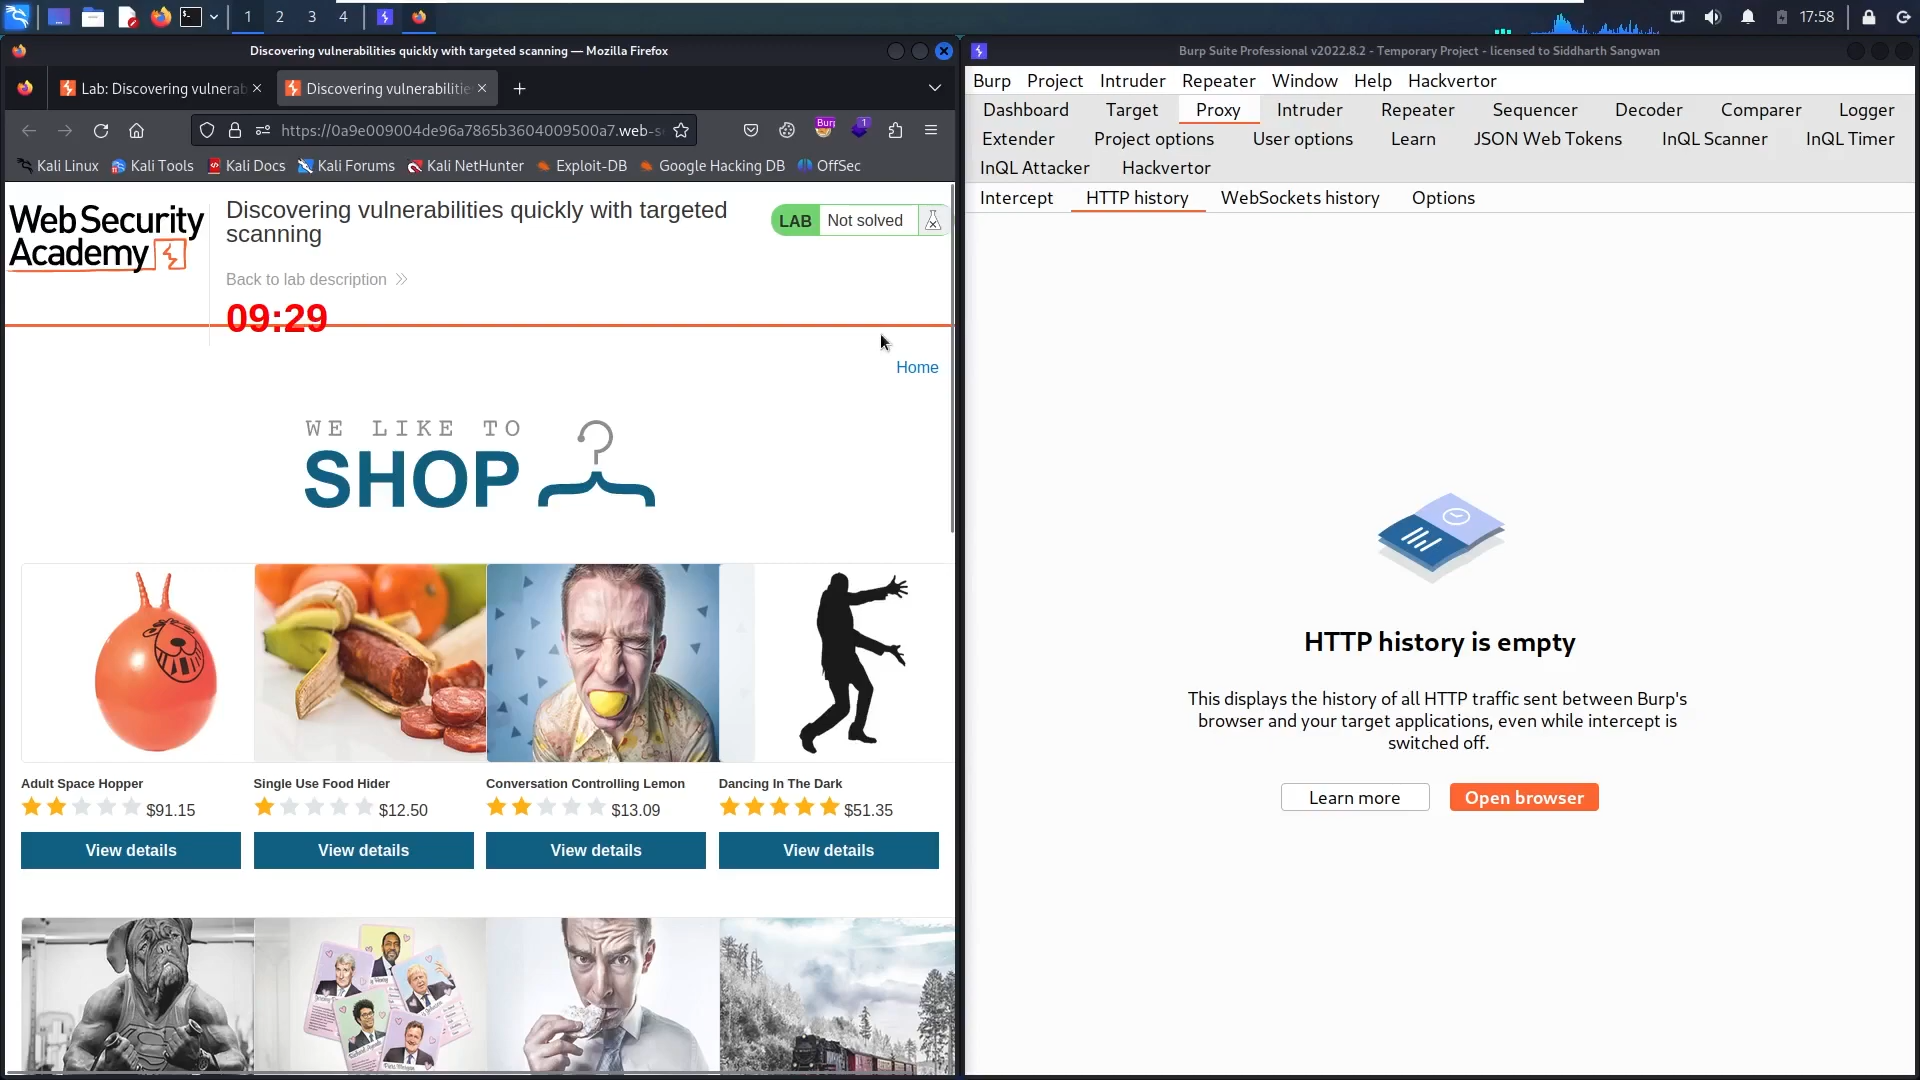 1 2 3 4
17:58
Discovering vulnerabilities quickly with targeted scanning — Mozilla Firefox
Lab: Discovering vulnerab
Discovering vulnerabilitie
https://0a9e009004de96a7865b3604009500a7.web-s
Burp
1
Kali Linux Kali Tools Kali Docs Kali Forums Kali NetHunter Exploit-DB Google Hacking DB OffSec
Web Security
Academy
Discovering vulnerabilities quickly with targeted
scanning
LAB Not solved
Back to lab description
09:29
Home
WE LIKE TO
SHOP
Adult Space Hopper
$91.15
View details
Single Use Food Hider
$12.50
View details
Conversation Controlling Lemon
$13.09
View details
Dancing In The Dark
$51.35
View details
Burp Suite Professional v2022.8.2 - Temporary Project - licensed to Siddharth Sangwan
Burp Project Intruder Repeater Window Help Hackvertor
Dashboard Target Proxy Intruder Repeater Sequencer Decoder Comparer Logger
Extender Project options User options Learn JSON Web Tokens InQL Scanner InQL Timer
InQL Attacker Hackvertor
Intercept HTTP history WebSockets history Options
HTTP history is empty
This displays the history of all HTTP traffic sent between Burp's
browser and your target applications, even while intercept is
switched off.
Learn more
Open browser